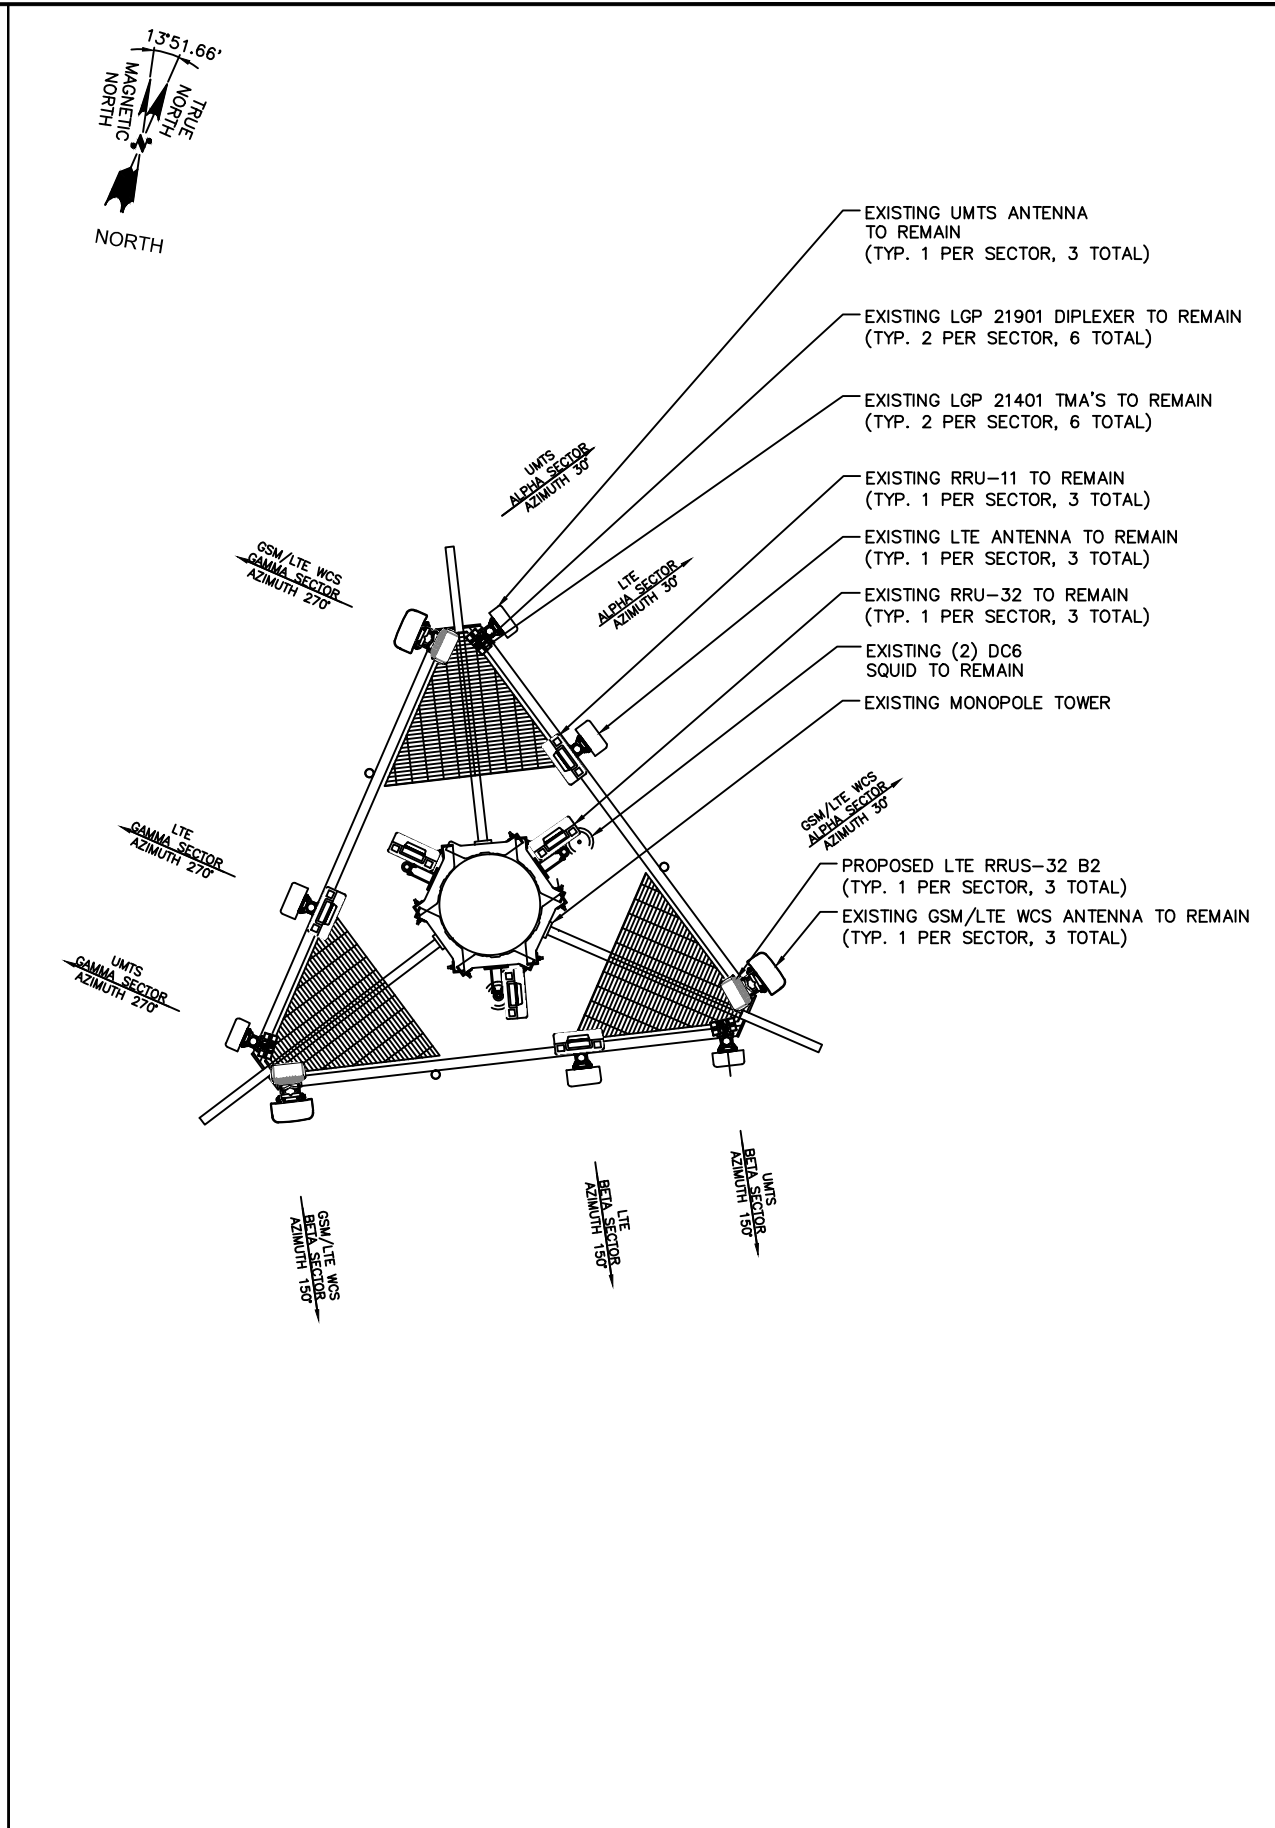 13°51.66'
MAGNETIC
NORTH
TRUE
NORTH
N
NORTH
EXISTING UMTS ANTENNA
TO REMAIN
(TYP. 1 PER SECTOR, 3 TOTAL)
EXISTING LGP 21901 DIPLEXER TO REMAIN
(TYP. 2 PER SECTOR, 6 TOTAL)
EXISTING LGP 21401 TMA'S TO REMAIN
(TYP. 2 PER SECTOR, 6 TOTAL)
EXISTING RRU-11 TO REMAIN
(TYP. 1 PER SECTOR, 3 TOTAL)
EXISTING LTE ANTENNA TO REMAIN
(TYP. 1 PER SECTOR, 3 TOTAL)
EXISTING RRU-32 TO REMAIN
(TYP. 1 PER SECTOR, 3 TOTAL)
EXISTING (2) DC6
SQUID TO REMAIN
EXISTING MONOPOLE TOWER
PROPOSED LTE RRUS-32 B2
(TYP. 1 PER SECTOR, 3 TOTAL)
EXISTING GSM/LTE WCS ANTENNA TO REMAIN
(TYP. 1 PER SECTOR, 3 TOTAL)
UMTS
ALPHA SECTOR
AZIMUTH 30°
GSM/LTE WCS
GAMMA SECTOR
AZIMUTH 270°
LTE
ALPHA SECTOR
AZIMUTH 30°
GSM/LTE WCS
ALPHA SECTOR
AZIMUTH 30°
LTE
GAMMA SECTOR
AZIMUTH 270°
UMTS
GAMMA SECTOR
AZIMUTH 270°
UMTS
BETA SECTOR
AZIMUTH 150°
LTE
BETA SECTOR
AZIMUTH 150°
GSM/LTE WCS
BETA SECTOR
AZIMUTH 150°